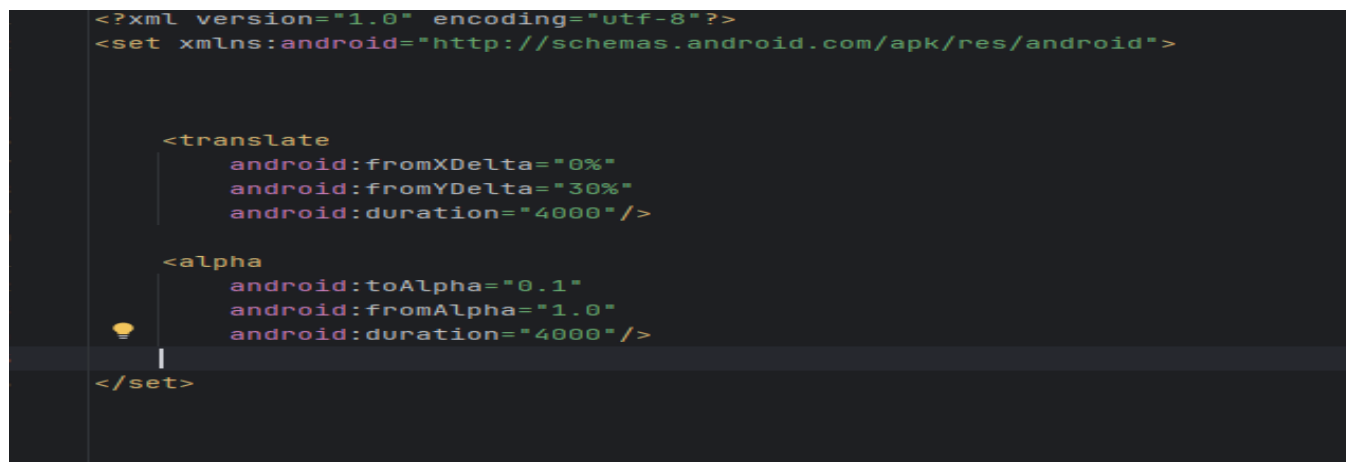 <?xml version="1.0" encoding="utf-8"?>
<set xmlns:android="http://schemas.android.com/apk/res/android">
<translate
android:fromXDelta="0%"
android:fromYDelta="30%"
android:duration="4000"/>
<alpha
android:toAlpha="0.1"
android:fromAlpha="1.0"
android:duration="4000"/>
</set>